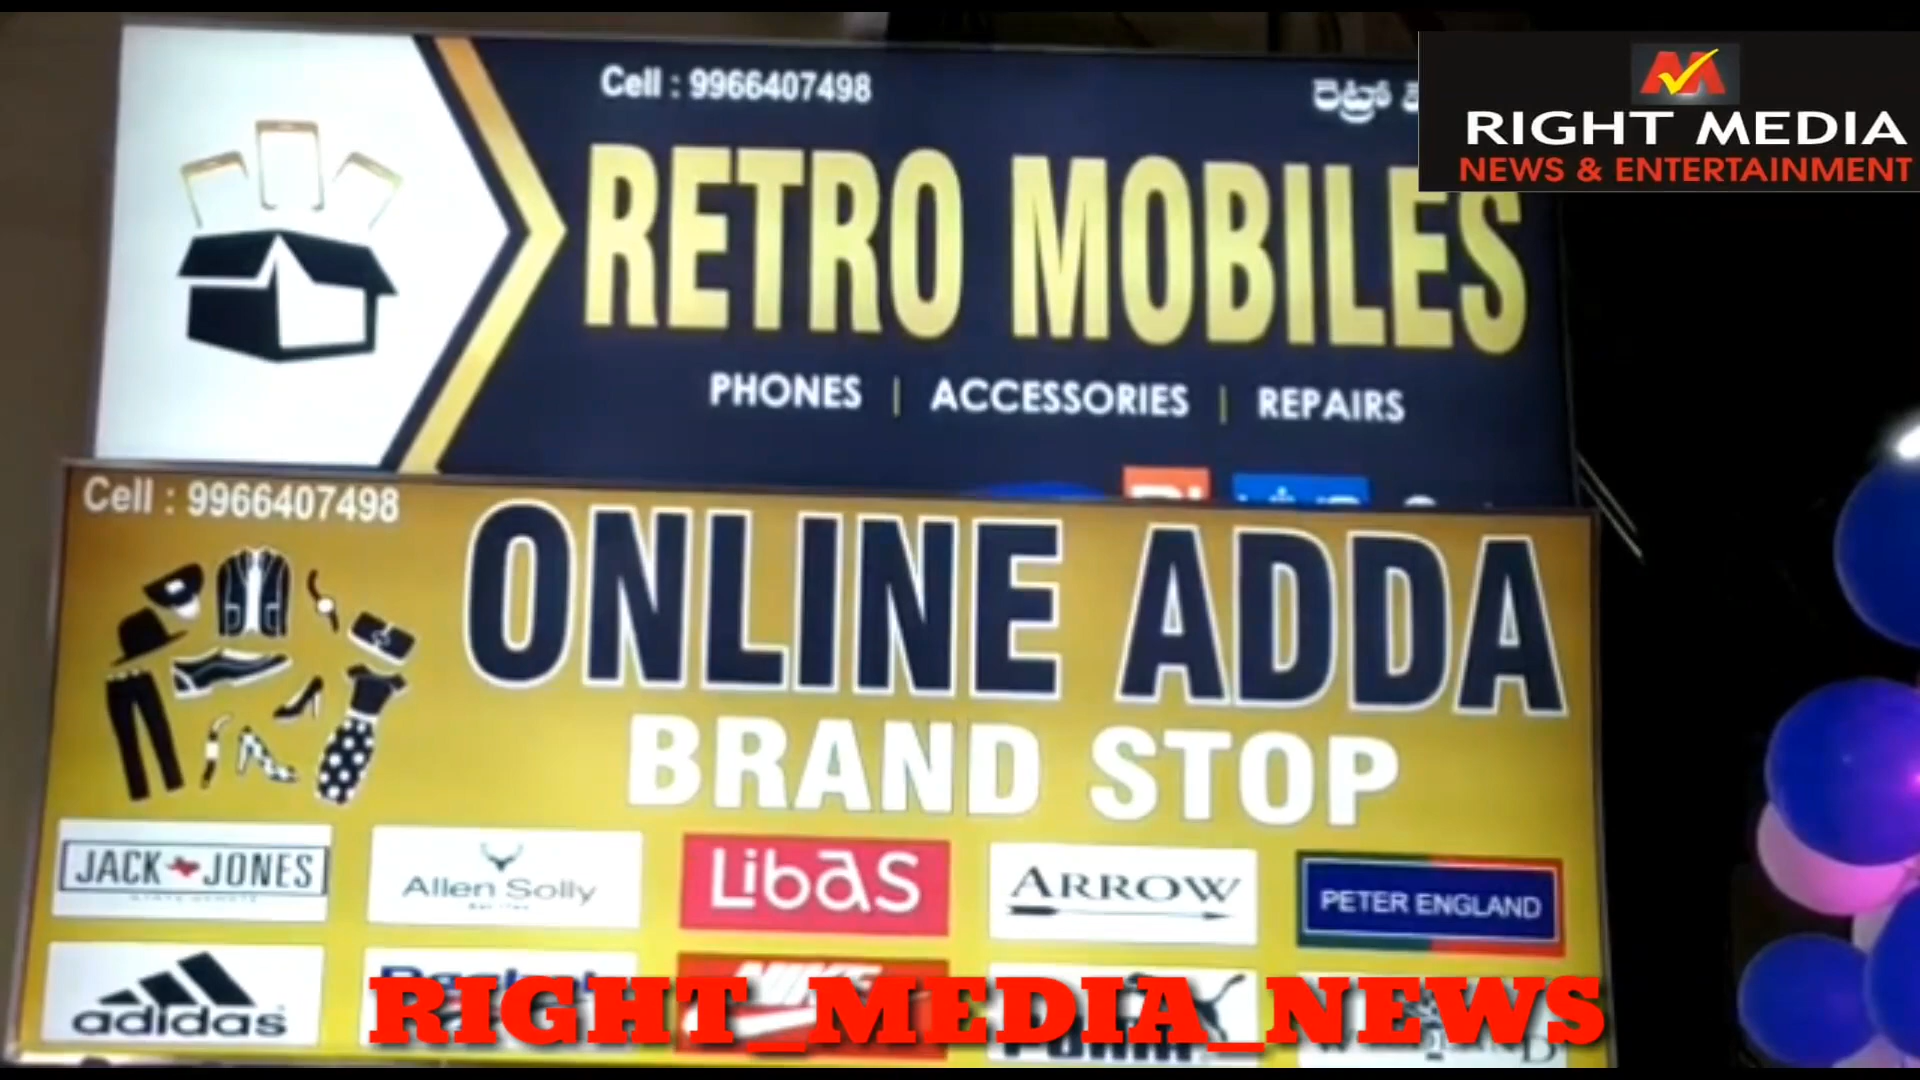 Cell : 9966407498
రెట్రో
RIGHT MEDIA
NEWS & ENTERTAINMENT
RETRO MOBILES
PHONES | ACCESSORIES | REPAIRS
Cell : 9966407498
ONLINE ADDA
BRAND STOP
JACK JONES
Allen Solly
LibaS
ARROW
PETER ENGLAND
adidas
NIKE
RIGHT_MEDIA_NEWS